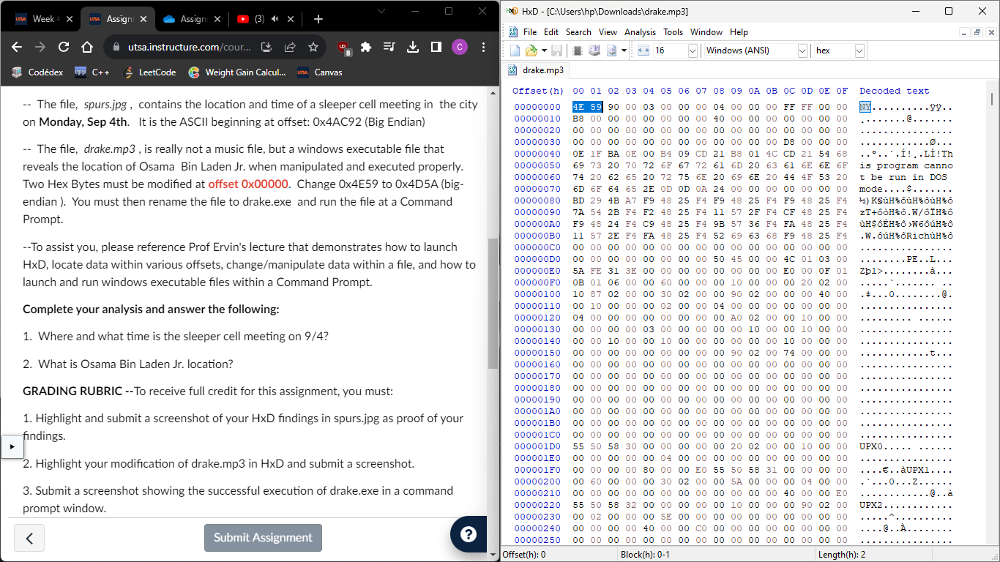 Week #
Assignm
Assignm
(3)
utsa.instructure.com/cour...
8
C
Codédex
C++
LeetCode
Weight Gain Calcul...
Canvas
-- The file, spurs.jpg , contains the location and time of a sleeper cell meeting in the city
on Monday, Sep 4th. It is the ASCII beginning at offset: 0x4AC92 (Big Endian)
-- The file, drake.mp3 , is really not a music file, but a windows executable file that
reveals the location of Osama Bin Laden Jr. when manipulated and executed properly.
Two Hex Bytes must be modified at offset 0x00000. Change 0x4E59 to 0x4D5A (big-
endian ). You must then rename the file to drake.exe and run the file at a Command
Prompt.
--To assist you, please reference Prof Ervin's lecture that demonstrates how to launch
HxD, locate data within various offsets, change/manipulate data within a file, and how to
launch and run windows executable files within a Command Prompt.
Complete your analysis and answer the following:
1. Where and what time is the sleeper cell meeting on 9/4?
2. What is Osama Bin Laden Jr. location?
GRADING RUBRIC --To receive full credit for this assignment, you must:
1. Highlight and submit a screenshot of your HxD findings in spurs.jpg as proof of your
findings.
2. Highlight your modification of drake.mp3 in HxD and submit a screenshot.
3. Submit a screenshot showing the successful execution of drake.exe in a command
prompt window.
Submit Assignment
HxD - [C:\Users\hp\Downloads\drake.mp3]
File Edit Search View Analysis Tools Window Help
16 Windows (ANSI) hex
drake.mp3
Offset(h) 00 01 02 03 04 05 06 07 08 09 0A 0B 0C 0D 0E 0F Decoded text
00000000 4E 59 90 00 03 00 00 00 04 00 00 00 FF FF 00 00 NY..........ÿÿ..
00000010 B8 00 00 00 00 00 00 00 40 00 00 00 00 00 00 00 ¸.......@.......
00000020 00 00 00 00 00 00 00 00 00 00 00 00 00 00 00 00 ................
00000030 00 00 00 00 00 00 00 00 00 00 00 00 D8 00 00 00 ............Ø...
00000040 0E 1F BA 0E 00 B4 09 CD 21 B8 01 4C CD 21 54 68 ..º..´.Í!¸.LÍ!Th
00000050 69 73 20 70 72 6F 67 72 61 6D 20 63 61 6E 6E 6F is program canno
00000060 74 20 62 65 20 72 75 6E 20 69 6E 20 44 4F 53 20 t be run in DOS
00000070 6D 6F 64 65 2E 0D 0D 0A 24 00 00 00 00 00 00 00 mode....$.......
00000080 BD 29 4B A7 F9 48 25 F4 F9 48 25 F4 F9 48 25 F4 ½)K§ùH%ôùH%ôùH%ô
00000090 7A 54 2B F4 F2 48 25 F4 11 57 2F F4 CF 48 25 F4 zT+ôòH%ô.W/ôÏH%ô
000000A0 F9 48 24 F4 C9 48 25 F4 9B 57 36 F4 FA 48 25 F4 ùH$ôÉH%ô›W6ôúH%ô
000000B0 11 57 2E F4 FA 48 25 F4 52 69 63 68 F9 48 25 F4 .W.ôúH%ôRichùH%ô
000000C0 00 00 00 00 00 00 00 00 00 00 00 00 00 00 00 00 ................
000000D0 00 00 00 00 00 00 00 00 50 45 00 00 4C 01 03 00 ........PE..L...
000000E0 5A FE 31 3E 00 00 00 00 00 00 00 00 E0 00 0F 01 Zþ1>........à...
000000F0 0B 01 06 00 00 60 00 00 00 10 00 00 00 20 02 00 .....`....... ..
00000100 10 87 02 00 00 30 02 00 00 90 02 00 00 00 40 00 .‡...0........@.
00000110 00 10 00 00 00 02 00 00 04 00 00 00 00 00 00 00 ................
00000120 04 00 00 00 00 00 00 00 00 A0 02 00 00 10 00 00 ......... ......
00000130 00 00 00 00 03 00 00 00 00 00 10 00 00 10 00 00 ................
00000140 00 00 10 00 00 10 00 00 00 00 00 00 10 00 00 00 ................
00000150 00 00 00 00 00 00 00 00 00 90 02 00 74 00 00 00 ............t...
00000160 00 00 00 00 00 00 00 00 00 00 00 00 00 00 00 00 ................
00000170 00 00 00 00 00 00 00 00 00 00 00 00 00 00 00 00 ................
00000180 00 00 00 00 00 00 00 00 00 00 00 00 00 00 00 00 ................
00000190 00 00 00 00 00 00 00 00 00 00 00 00 00 00 00 00 ................
000001A0 00 00 00 00 00 00 00 00 00 00 00 00 00 00 00 00 ................
000001B0 00 00 00 00 00 00 00 00 00 00 00 00 00 00 00 00 ................
000001C0 00 00 00 00 00 00 00 00 00 00 00 00 00 00 00 00 ................
000001D0 55 50 58 30 00 00 00 00 00 20 02 00 00 10 00 00 UPX0..... ......
000001E0 00 00 00 00 00 04 00 00 00 00 00 00 00 00 00 00 ................
000001F0 00 00 00 00 80 00 00 E0 55 50 58 31 00 00 00 00 ....€..àUPX1....
00000200 00 60 00 00 00 30 02 00 00 5A 00 00 00 04 00 00 .`...0...Z......
00000210 00 00 00 00 00 00 00 00 00 00 00 00 40 00 00 E0 ............@..à
00000220 55 50 58 32 00 00 00 00 00 10 00 00 00 90 02 00 UPX2............
00000230 00 02 00 00 00 5E 00 00 00 00 00 00 00 00 00 00 .....^..........
00000240 00 00 00 00 40 00 00 C0 00 00 00 00 00 00 00 00 ....@..À........
00000250 00 00 00 00 00 00 00 00 00 00 00 00 00 00 00 00 ................
Offset(h): 0 Block(h): 0-1 Length(h): 2